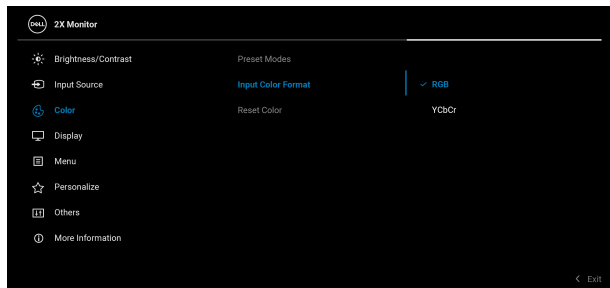 DELL 2X Monitor
Brightness/Contrast Preset Modes
Input Source Input Color Format RGB
Color Reset Color YCbCr
Display
Menu
Personalize
Others
More Information
Exit